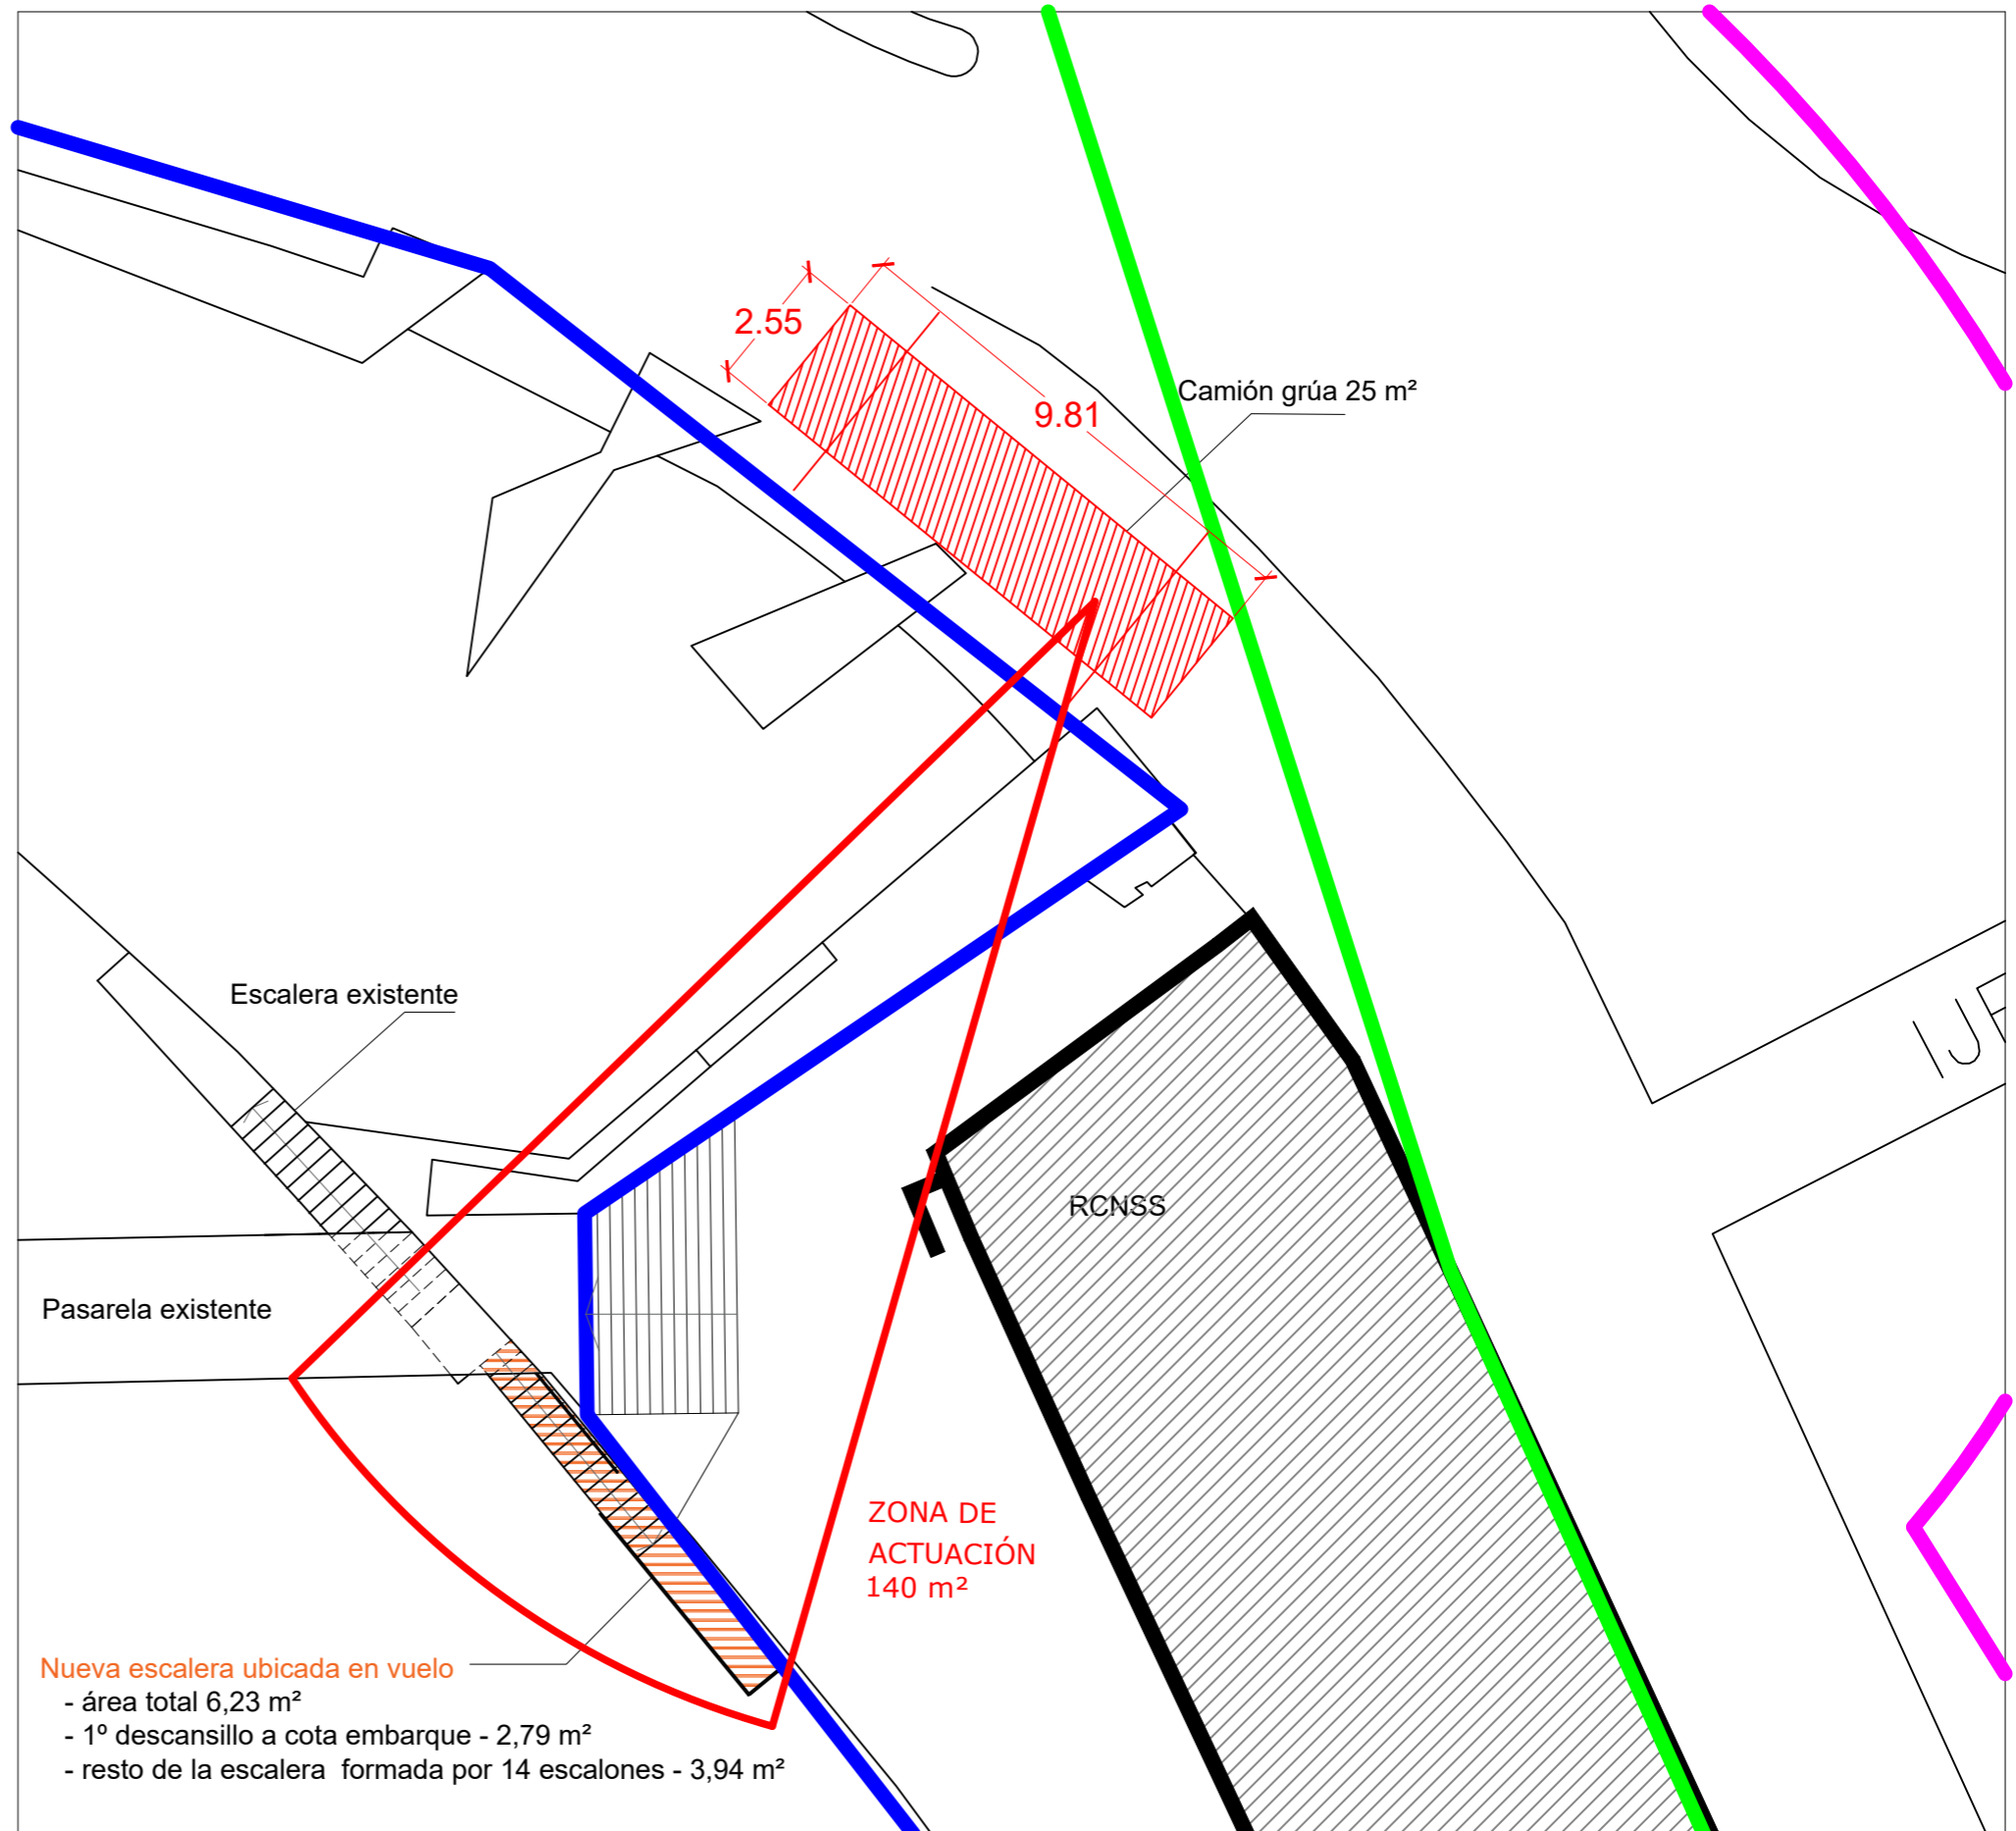 2.55
9.81
Camión grúa 25 m²
Escalera existente
RCNSS
Pasarela existente
ZONA DE
ACTUACIÓN
140 m²
Nueva escalera ubicada en vuelo
- área total 6,23 m²
- 1º descansillo a cota embarque - 2,79 m²
- resto de la escalera formada por 14 escalones - 3,94 m²